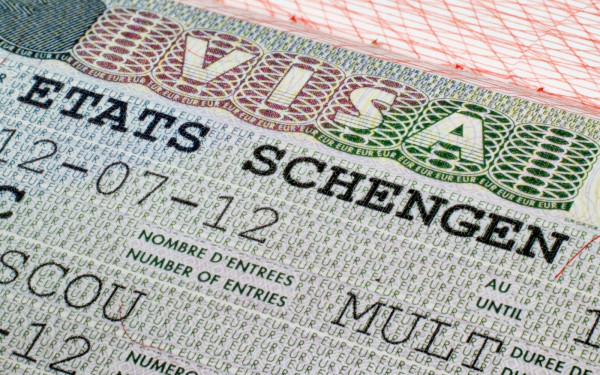 VISA
ETATS SCHENGEN
12-07-12
AU
UNTIL
C
NOMBRE D'ENTREES
NUMBER OF ENTRIES
MULT
DUREE DE
SCOU
-12
NUMERO